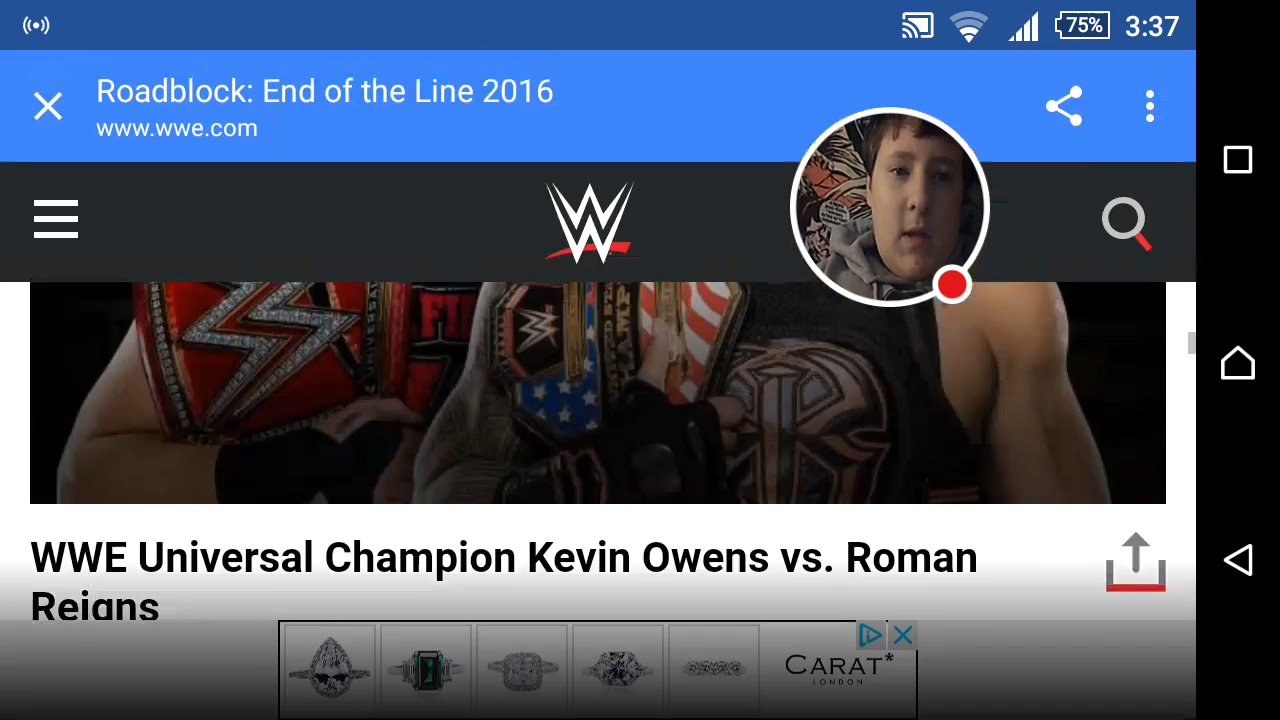 75% 3:37
Roadblock: End of the Line 2016
www.wwe.com
WWE Universal Champion Kevin Owens vs. Roman
Reigns
CARAT*
LONDON